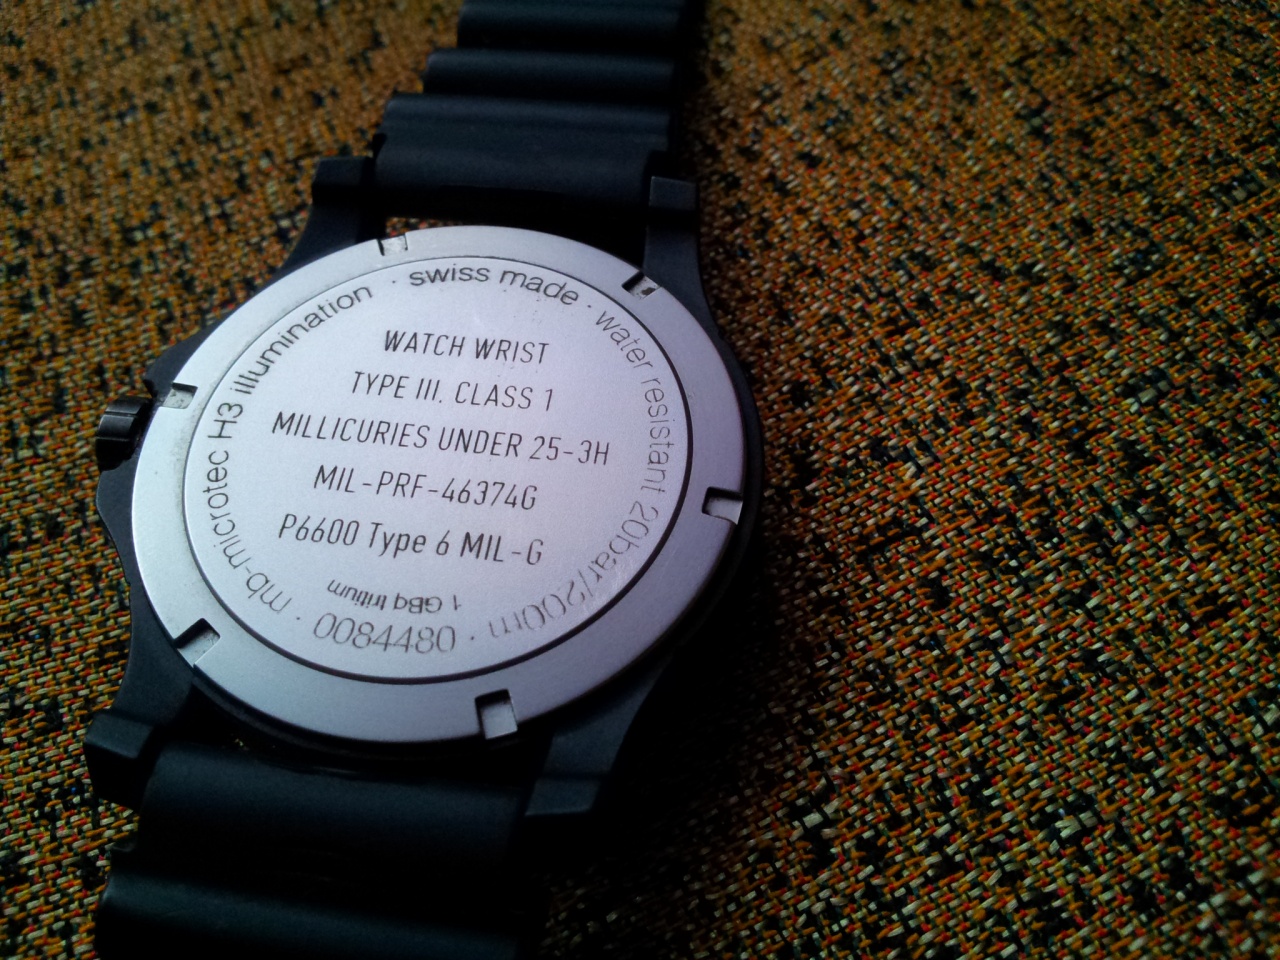 swiss made · water resistant 20bar/200m · 0084480 · mb-microtec H3 illumination ·
WATCH WRIST
TYPE III. CLASS 1
MILLICURIES UNDER 25-3H
MIL-PRF-46374G
P6600 Type 6 MIL-G
1 GBq tritium